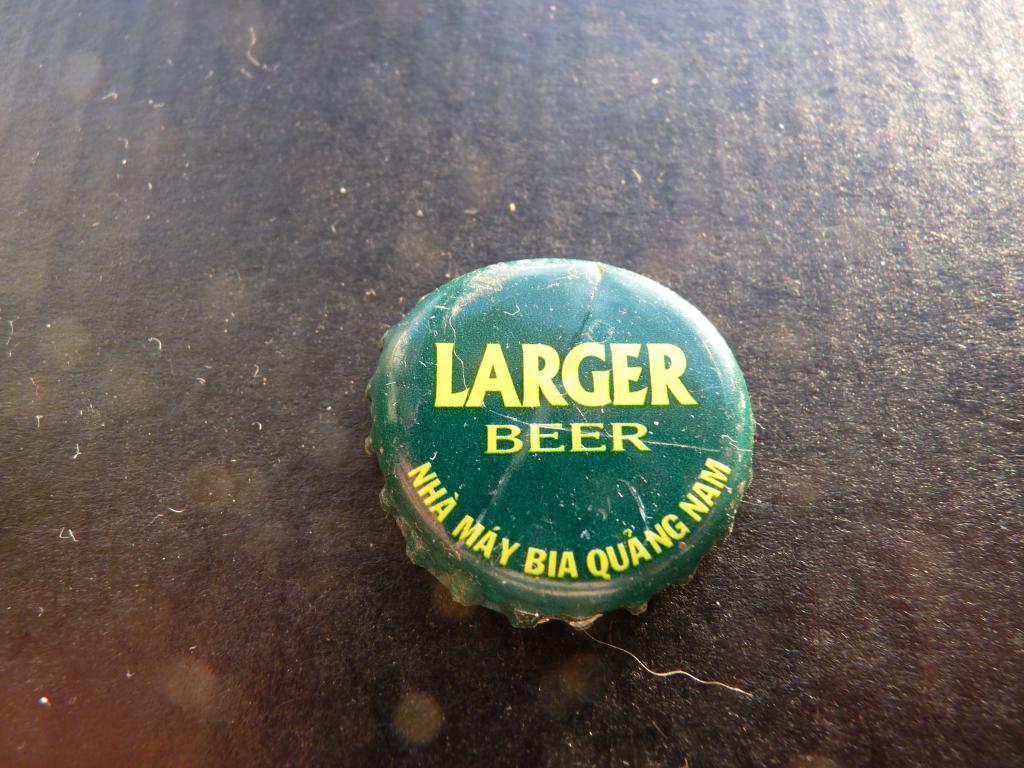 LARGER
BEER
NHÀ MÁY BIA QUẢNG NAM